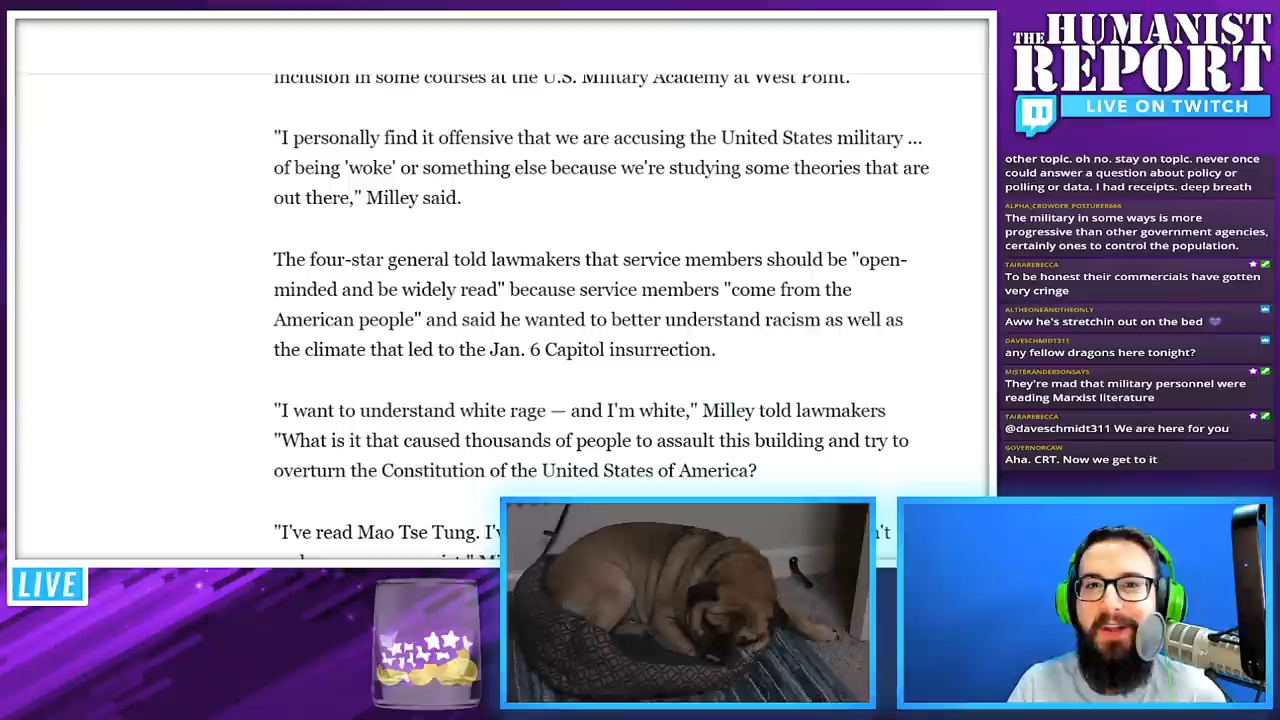 inclusion in some courses at the U.S. Military Academy at West Point.
"I personally find it offensive that we are accusing the United States military ...
of being 'woke' or something else because we're studying some theories that are
out there," Milley said.
The four-star general told lawmakers that service members should be "open-
minded and be widely read" because service members "come from the
American people" and said he wanted to better understand racism as well as
the climate that led to the Jan. 6 Capitol insurrection.
"I want to understand white rage — and I'm white," Milley told lawmakers
"What is it that caused thousands of people to assault this building and try to
overturn the Constitution of the United States of America?
"I've read Mao Tse Tung.
THE HUMANIST
REPORT
LIVE ON TWITCH
other topic. oh no. stay on topic. never once
could answer a question about policy or
polling or data. I had receipts. deep breath
ALPHA_CROWDER_POSTURER666
The military in some ways is more
progressive than other government agencies,
certainly ones to control the population.
TAIRAREBECCA
To be honest their commercials have gotten
very cringe
ALTHEONEANDTHEONLY
Aww he's stretchin out on the bed
DAVESCHMIDT311
any fellow dragons here tonight?
MISTERANDERSONSAYS
They're mad that military personnel were
reading Marxist literature
TAIRAREBECCA
@daveschmidt311 We are here for you
GOVERNORCAW
Aha. CRT. Now we get to it
LIVE